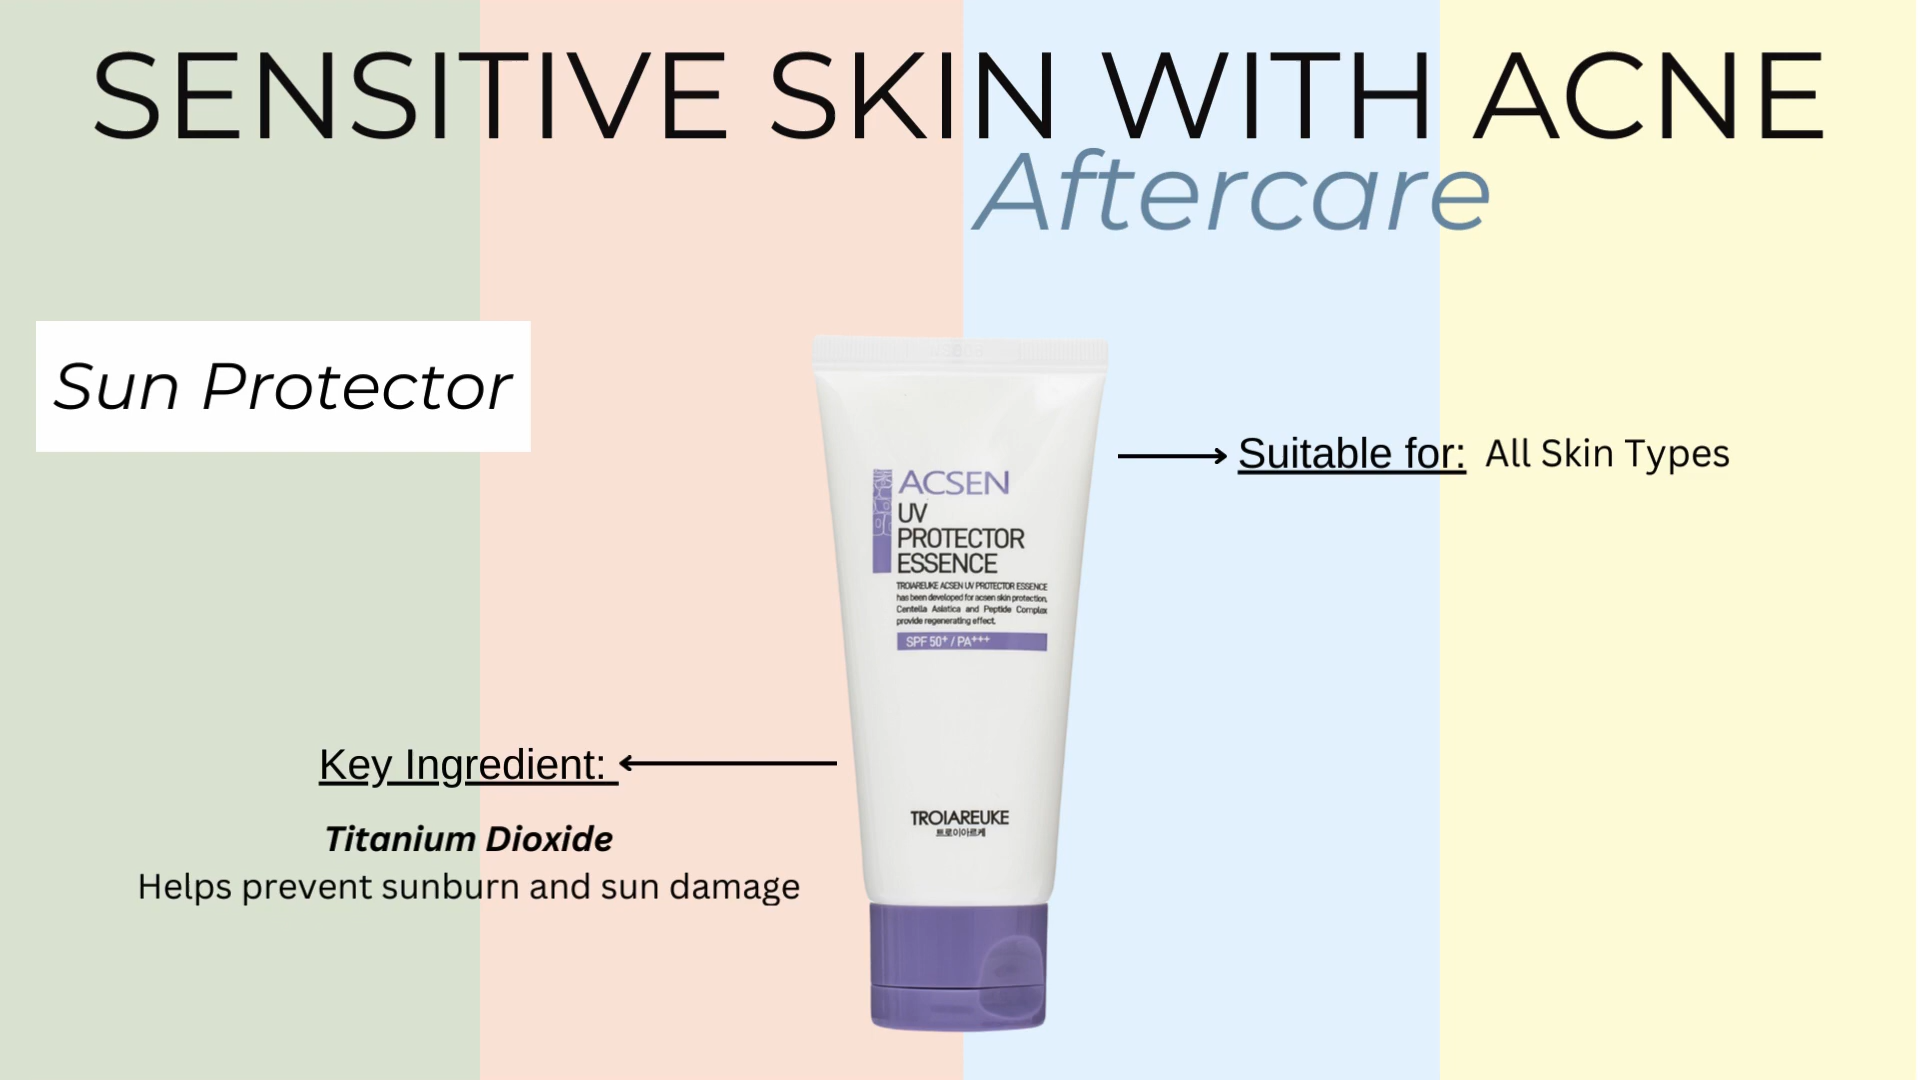 SENSITIVE SKIN WITH ACNE
Aftercare
Sun Protector
Suitable for: All Skin Types
ACSEN
UV
PROTECTOR
ESSENCE
TROIAREUKE ACSEN UV PROTECTOR ESSENCE
has been developed for acsen skin protection.
Centella Asiatica and Peptide Complex
provide regenerating effect.
SPF 50+ / PA+++
Key Ingredient:
Titanium Dioxide
Helps prevent sunburn and sun damage
TROIAREUKE
트로이아르케